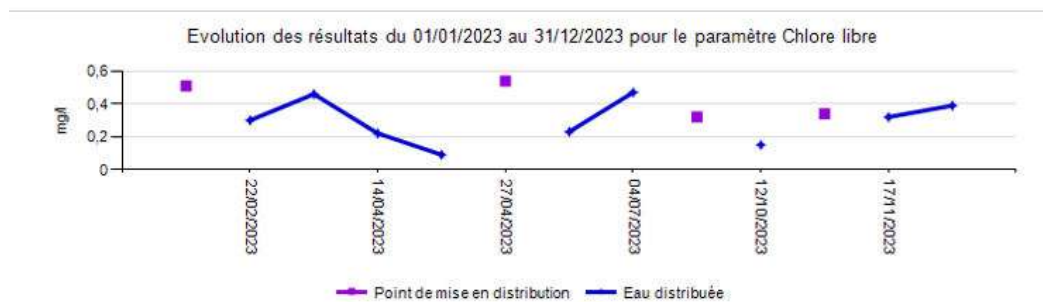 Evolution des résultats du 01/01/2023 au 31/12/2023 pour le paramètre Chlore libre
mg/l
0,6
0,4
0,2
0
22/02/2023
14/04/2023
27/04/2023
04/07/2023
12/10/2023
17/11/2023
Point de mise en distribution
Eau distribuée